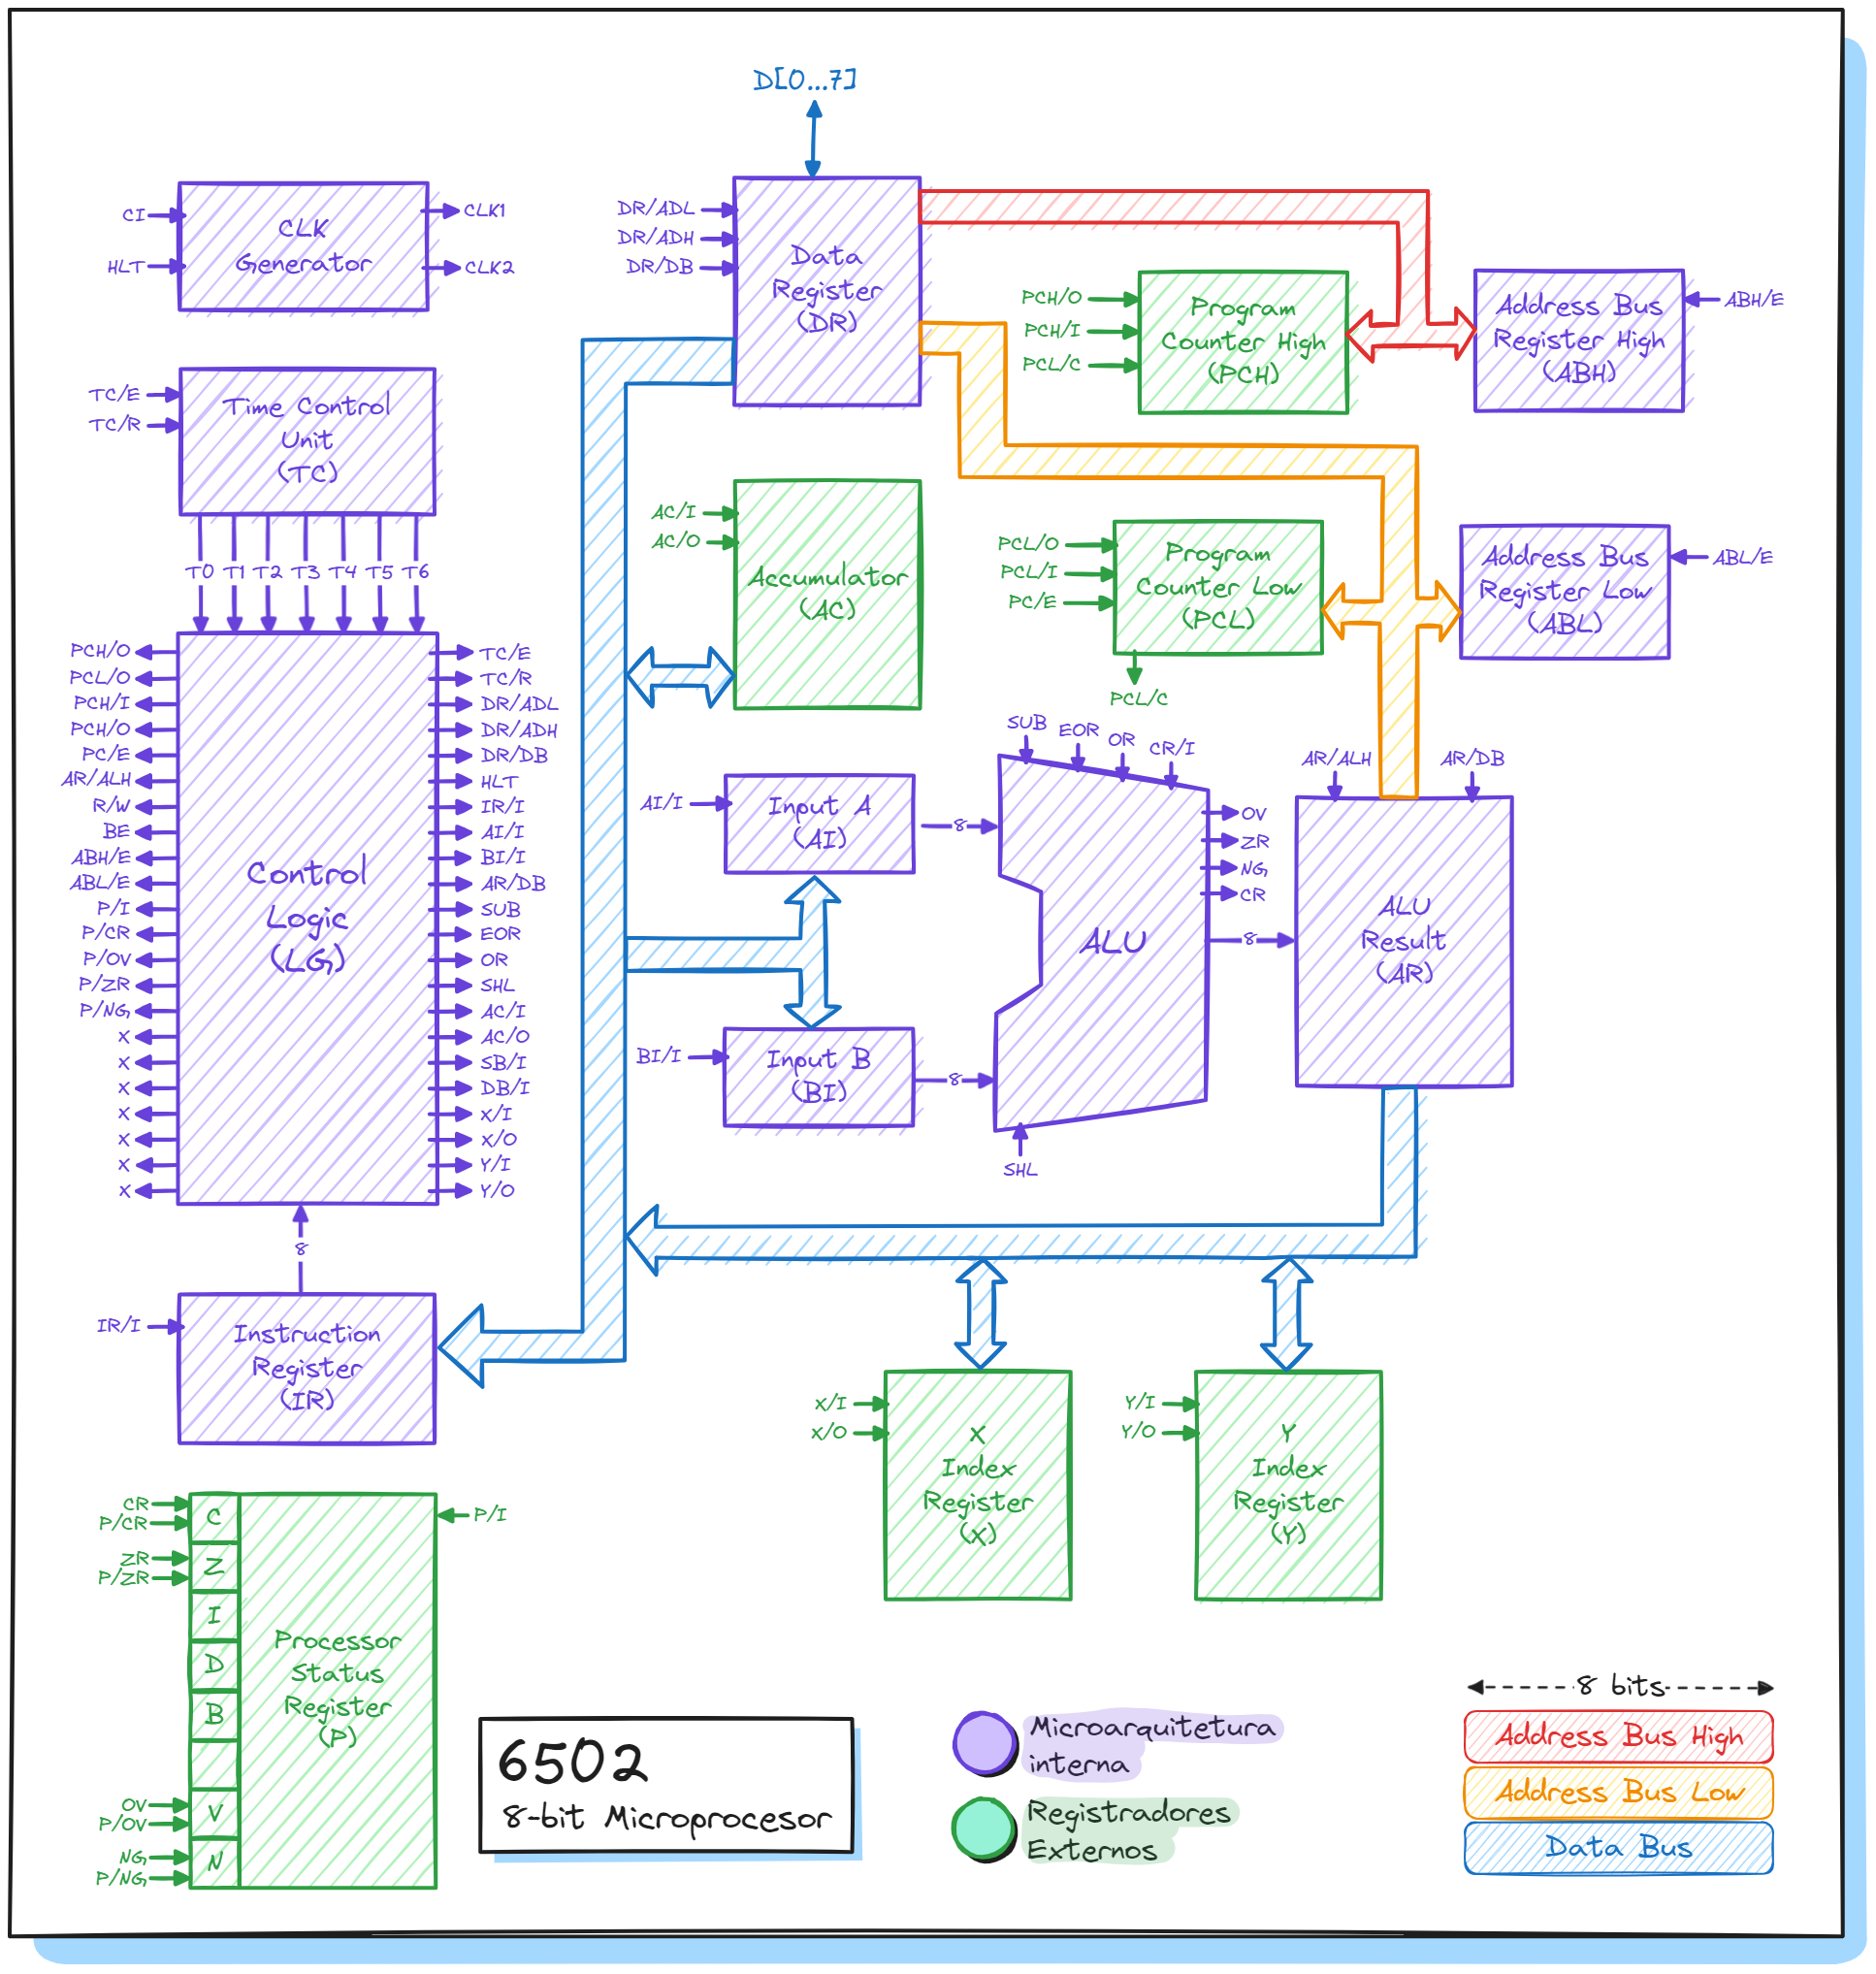 D[0...7]
CI
HLT
CLK
Generator
CLK1
CLK2
DR/ADL
DR/ADH
DR/DB
Data
Register
(DR)
PCH/O
PCH/I
PCL/C
Program
Counter High
(PCH)
Address Bus
Register High
(ABH)
ABH/E
TC/E
TC/R
Time Control
Unit
(TC)
T0 T1 T2 T3 T4 T5 T6
AC/I
AC/O
Accumulator
(AC)
PCL/O
PCL/I
PC/E
Program
Counter Low
(PCL)
PCL/C
Address Bus
Register Low
(ABL)
ABL/E
PCH/O
PCL/O
PCH/I
PCH/O
PC/E
AR/ALH
R/W
BE
ABH/E
ABL/E
P/I
P/CR
P/OV
P/ZR
P/NG
X
X
X
X
X
X
X
Control
Logic
(LG)
TC/E
TC/R
DR/ADL
DR/ADH
DR/DB
HLT
IR/I
AI/I
BI/I
AR/DB
SUB
EOR
OR
SHL
AC/I
AC/O
SB/I
DB/I
X/I
X/O
Y/I
Y/O
AI/I
Input A
(AI)
8
BI/I
Input B
(BI)
8
SUB
EOR
OR
CR/I
ALU
SHL
OV
ZR
NG
CR
8
AR/ALH
AR/DB
ALU
Result
(AR)
8
IR/I
Instruction
Register
(IR)
X/I
X/O
X
Index
Register
(X)
Y/I
Y/O
Y
Index
Register
(Y)
CR
P/CR
ZR
P/ZR
OV
P/OV
NG
P/NG
C
Z
I
D
B
V
N
Processor
Status
Register
(P)
P/I
6502
8-bit Microprocesor
Microarquitetura
interna
Registradores
Externos
8 bits
Address Bus High
Address Bus Low
Data Bus